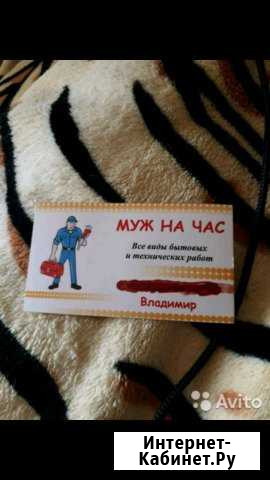 МУЖ НА ЧАС
Все виды бытовых
и технических работ
Владимир
Avito
Интернет-
Кабинет.Ру